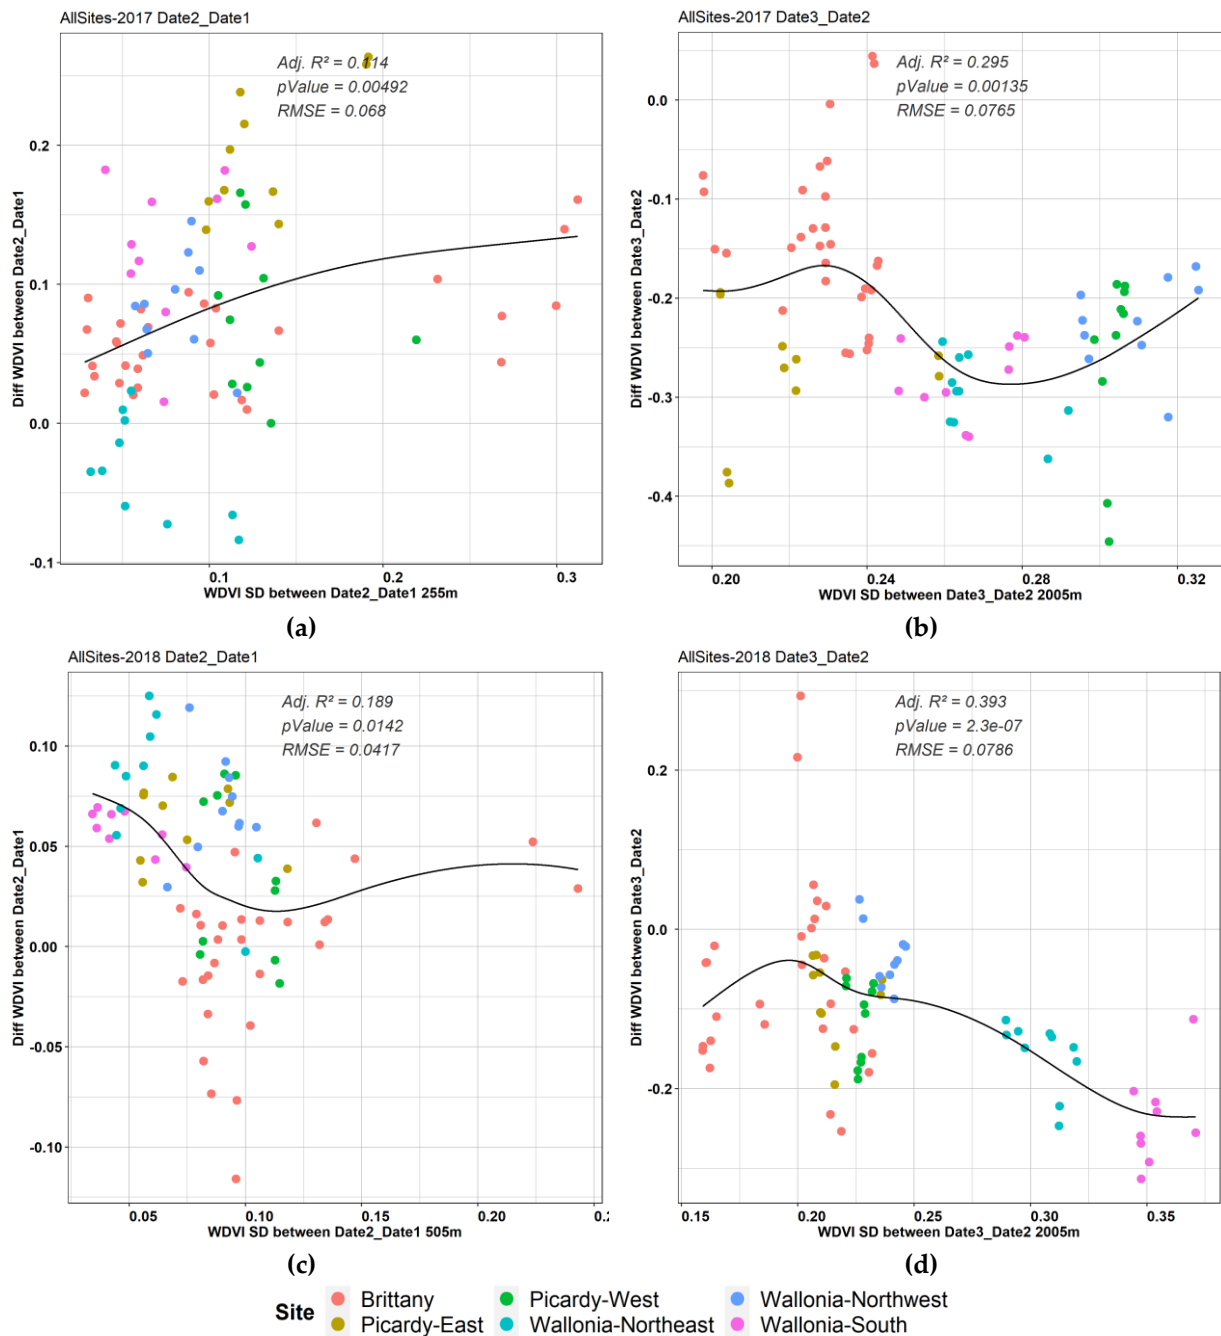 AllSites-2017 Date2_Date1
Adj. R² = 0.114
pValue = 0.00492
RMSE = 0.068
Diff WDVI between Date2_Date1
0.2
0.1
0.0
-0.1
0.1
0.2
0.3
WDVI SD between Date2_Date1 255m
(a)
AllSites-2017 Date3_Date2
Adj. R² = 0.295
pValue = 0.00135
RMSE = 0.0765
Diff WDVI between Date3_Date2
0.0
-0.1
-0.2
-0.3
-0.4
0.20
0.24
0.28
0.32
WDVI SD between Date3_Date2 2005m
(b)
AllSites-2018 Date2_Date1
Adj. R² = 0.189
pValue = 0.0142
RMSE = 0.0417
Diff WDVI between Date2_Date1
0.10
0.05
0.00
-0.05
-0.10
0.05
0.10
0.15
0.20
WDVI SD between Date2_Date1 505m
(c)
AllSites-2018 Date3_Date2
Adj. R² = 0.393
pValue = 2.3e-07
RMSE = 0.0786
Diff WDVI between Date3_Date2
0.2
0.0
-0.2
0.15
0.20
0.25
0.30
0.35
WDVI SD between Date3_Date2 2005m
(d)
Site
Brittany
Picardy-West
Wallonia-Northwest
Picardy-East
Wallonia-Northeast
Wallonia-South